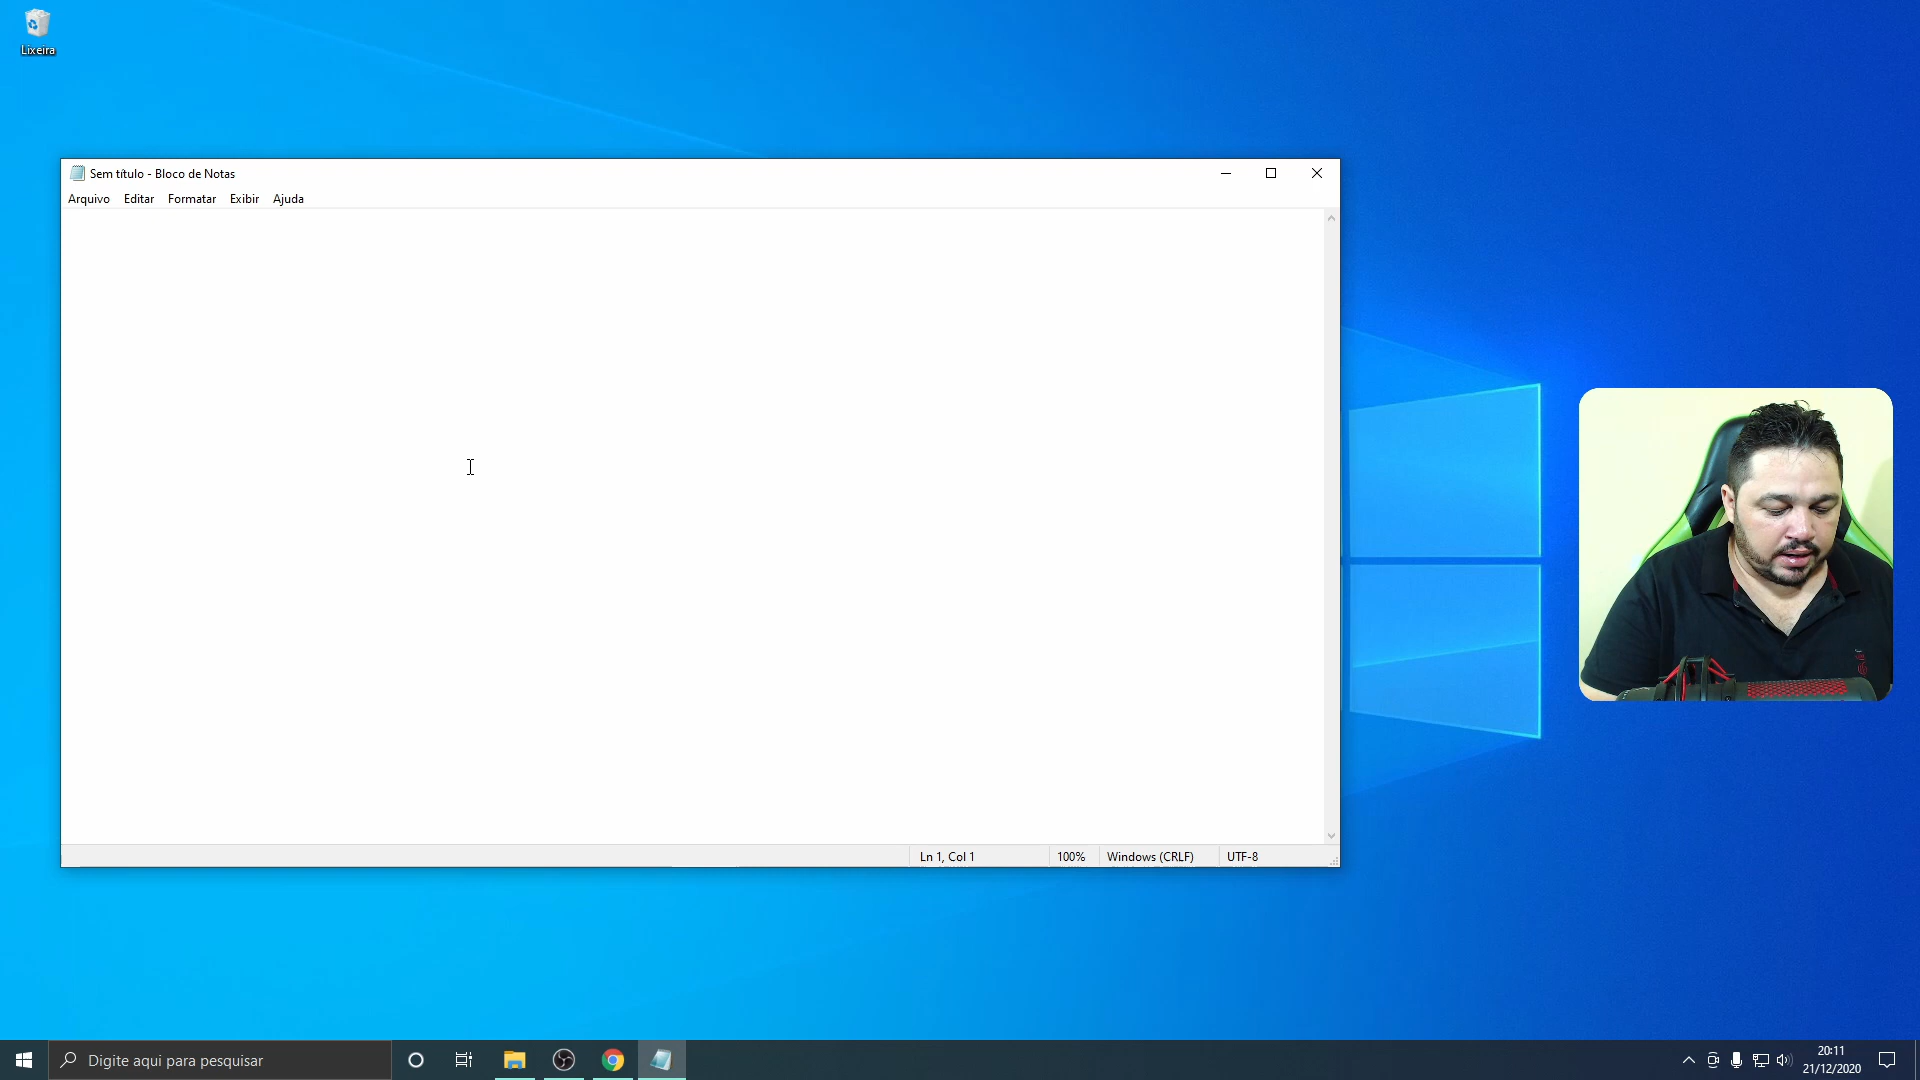 Lixeira
Sem título - Bloco de Notas
Arquivo Editar Formatar Exibir Ajuda
Ln 1, Col 1 100% Windows (CRLF) UTF-8
Digite aqui para pesquisar
20:11
21/12/2020